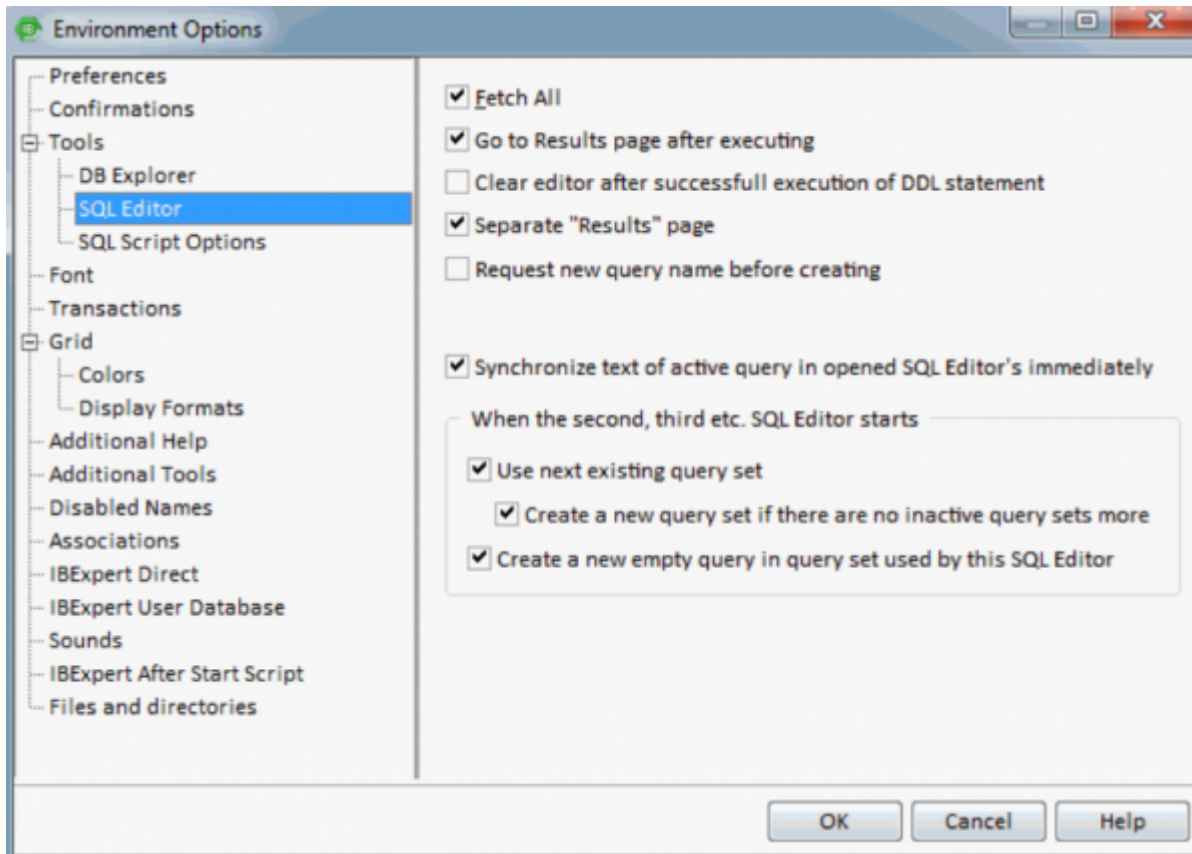 Environment Options
Preferences
Confirmations
Tools
DB Explorer
SQL Editor
SQL Script Options
Font
Transactions
Grid
Colors
Display Formats
Additional Help
Additional Tools
Disabled Names
Associations
IBExpert Direct
IBExpert User Database
Sounds
IBExpert After Start Script
Files and directories
Fetch All
Go to Results page after executing
Clear editor after successfull execution of DDL statement
Separate "Results" page
Request new query name before creating
Synchronize text of active query in opened SQL Editor's immediately
When the second, third etc. SQL Editor starts
Use next existing query set
Create a new query set if there are no inactive query sets more
Create a new empty query in query set used by this SQL Editor
OK Cancel Help